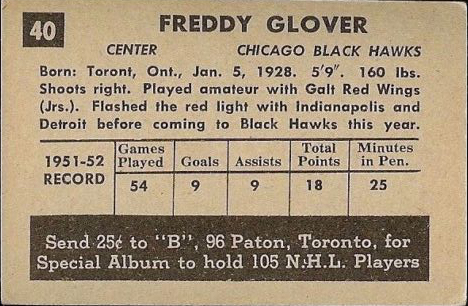 40
FREDDY GLOVER
CENTER CHICAGO BLACK HAWKS
Born: Toront, Ont., Jan. 5, 1928. 5'9". 160 lbs.
Shoots right. Played amateur with Galt Red Wings
(Jrs.). Flashed the red light with Indianapolis and
Detroit before coming to Black Hawks this year.
1951-52 RECORD
Games Played Goals Assists Total Points Minutes in Pen.
54 9 9 18 25
Send 25¢ to "B", 96 Paton, Toronto, for
Special Album to hold 105 N.H.L. Players